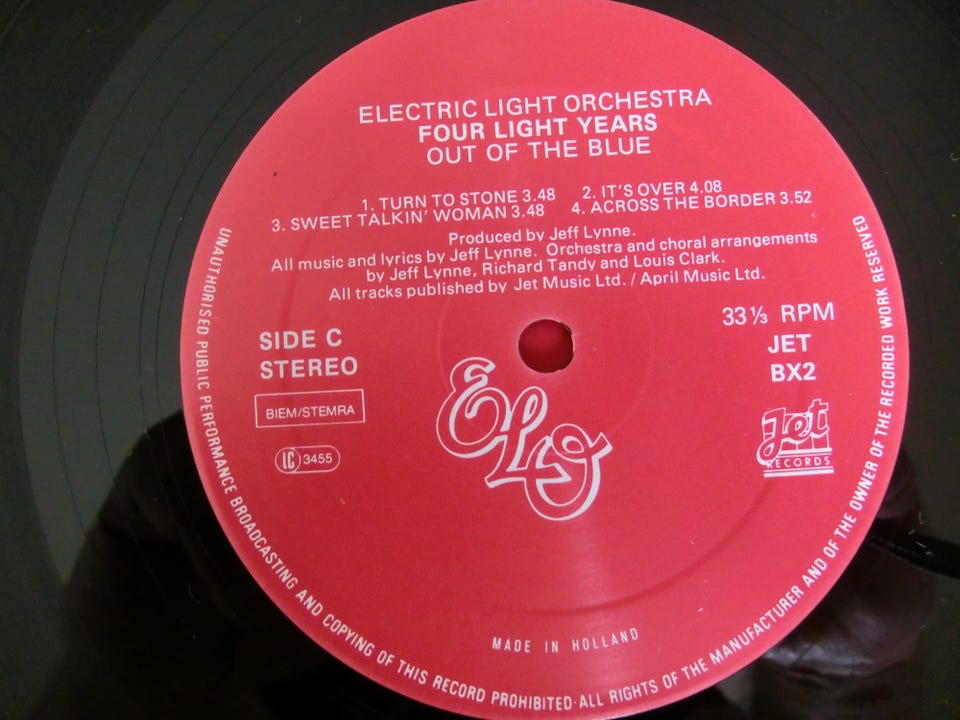 ELECTRIC LIGHT ORCHESTRA
FOUR LIGHT YEARS
OUT OF THE BLUE
1. TURN TO STONE 3.48 2. IT'S OVER 4.08
3. SWEET TALKIN' WOMAN 3.48 4. ACROSS THE BORDER 3.52
Produced by Jeff Lynne.
All music and lyrics by Jeff Lynne. Orchestra and choral arrangements
by Jeff Lynne, Richard Tandy and Louis Clark.
All tracks published by Jet Music Ltd. / April Music Ltd.
SIDE C
STEREO
BIEM/STEMRA
LC 3455
33⅓ RPM
JET
BX2
Jet
RECORDS
ELO
MADE IN HOLLAND
UNAUTHORISED PUBLIC PERFORMANCE BROADCASTING AND COPYING OF THIS RECORD PROHIBITED·ALL RIGHTS OF THE MANUFACTURER AND OF THE OWNER OF THE RECORDED WORK RESERVED